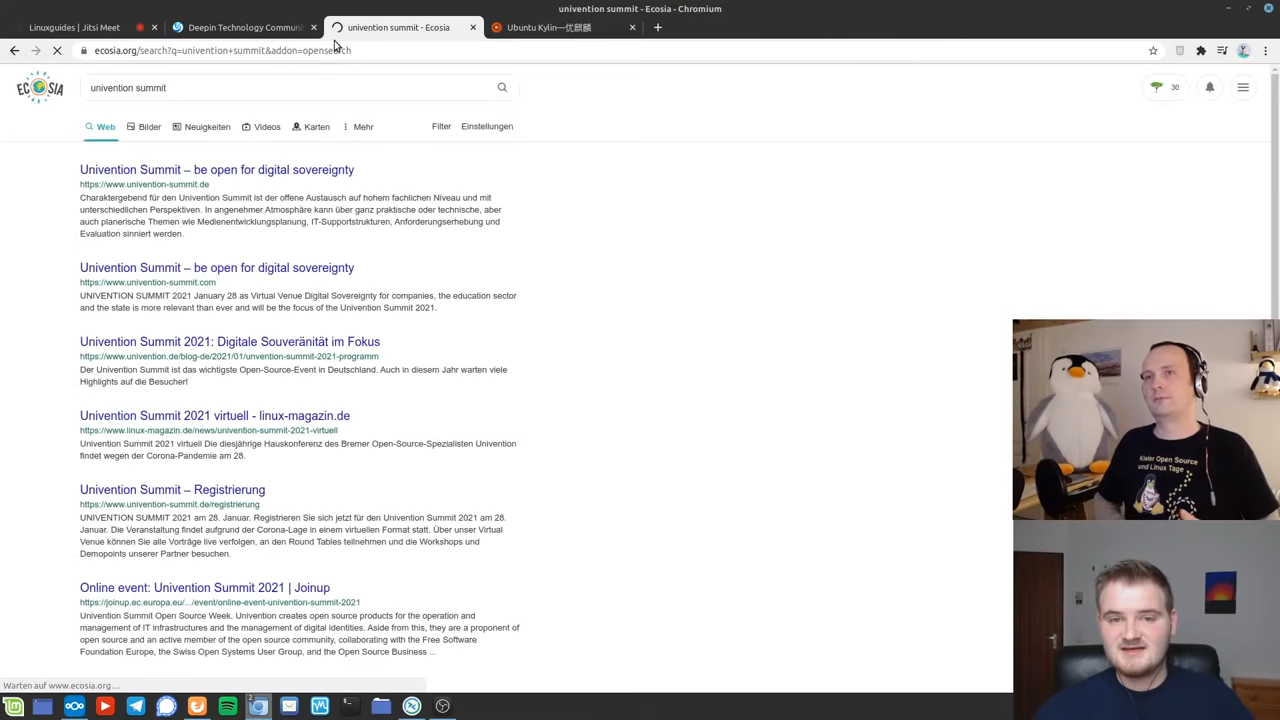 univention summit - Ecosia - Chromium
Linuxguides | Jitsi Meet
Deepin Technology Communi
univention summit - Ecosia
Ubuntu Kylin—优麒麟
ecosia.org/search?q=univention+summit&addon=opensearch
ECOSIA
univention summit
30
Web
Bilder
Neuigkeiten
Videos
Karten
Mehr
Filter
Einstellungen
Univention Summit – be open for digital sovereignty
https://www.univention-summit.de
Charaktergebend für den Univention Summit ist der offene Austausch auf hohem fachlichen Niveau und mit
unterschiedlichen Perspektiven. In angenehmer Atmosphäre kann über ganz praktische oder technische, aber
auch planerische Themen wie Medienentwicklungsplanung, IT-Supportstrukturen, Anforderungserhebung und
Evaluation sinniert werden.
Univention Summit – be open for digital sovereignty
https://www.univention-summit.com
UNIVENTION SUMMIT 2021 January 28 as Virtual Venue Digital Sovereignty for companies, the education sector
and the state is more relevant than ever and will be the focus of the Univention Summit 2021.
Univention Summit 2021: Digitale Souveränität im Fokus
https://www.univention.de/blog-de/2021/01/unvention-summit-2021-programm
Der Univention Summit ist das wichtigste Open-Source-Event in Deutschland. Auch in diesem Jahr warten viele
Highlights auf die Besucher!
Univention Summit 2021 virtuell - linux-magazin.de
https://www.linux-magazin.de/news/univention-summit-2021-virtuell
Univention Summit 2021 virtuell Die diesjährige Hauskonferenz des Bremer Open-Source-Spezialisten Univention
findet wegen der Corona-Pandemie am 28.
Univention Summit – Registrierung
https://www.univention-summit.de/registrierung
UNIVENTION SUMMIT 2021 am 28. Januar. Registrieren Sie sich jetzt für den Univention Summit 2021 am 28.
Januar. Die Veranstaltung findet aufgrund der Corona-Lage in einem virtuellen Format statt. Über unser Virtual
Venue können Sie alle Vorträge live verfolgen, an den Round Tables teilnehmen und die Workshops und
Demopoints unserer Partner besuchen.
Online event: Univention Summit 2021 | Joinup
https://joinup.ec.europa.eu/.../event/online-event-univention-summit-2021
Univention Summit Open Source Week. Univention creates open source products for the operation and
management of IT infrastructures and the management of digital identities. Aside from this, they are a proponent of
open source and an active member of the open source community, collaborating with the Free Software
Foundation Europe, the Swiss Open Systems User Group, and the Open Source Business ...
Warten auf www.ecosia.org...
Kieler Open Source
und Linux Tage
2